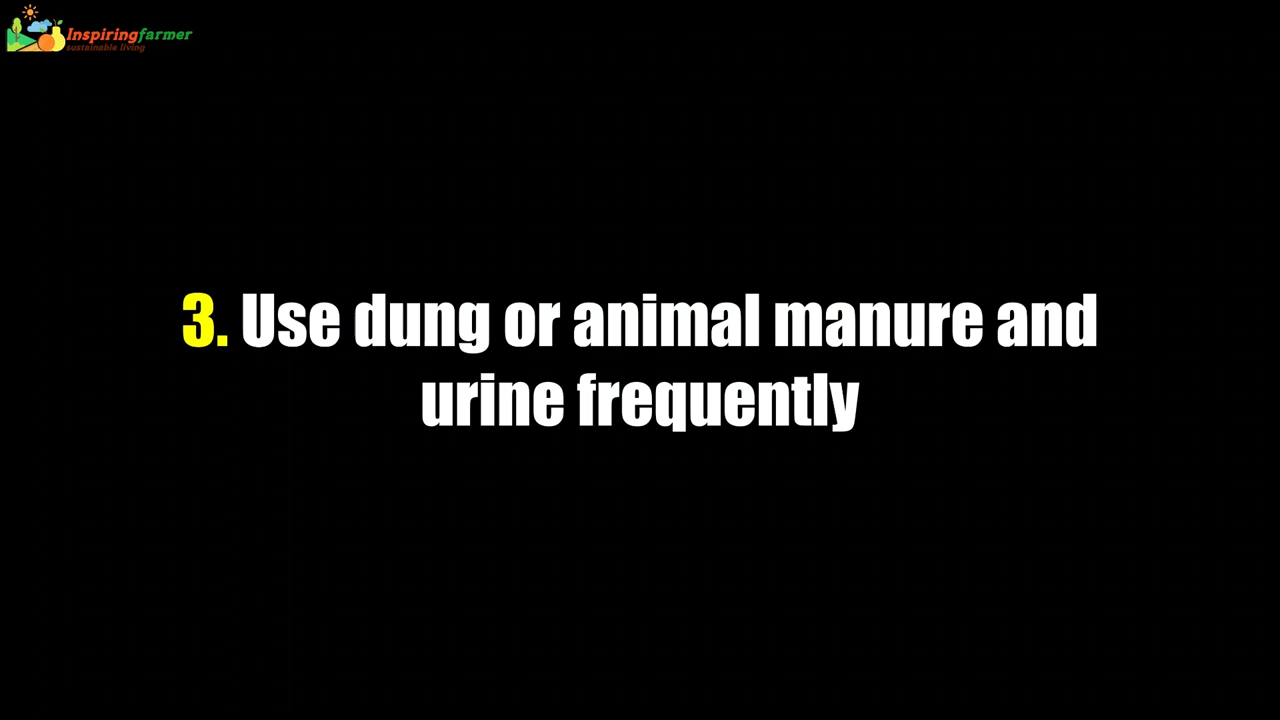 Inspiringfarmer
sustainable living
3. Use dung or animal manure and
urine frequently